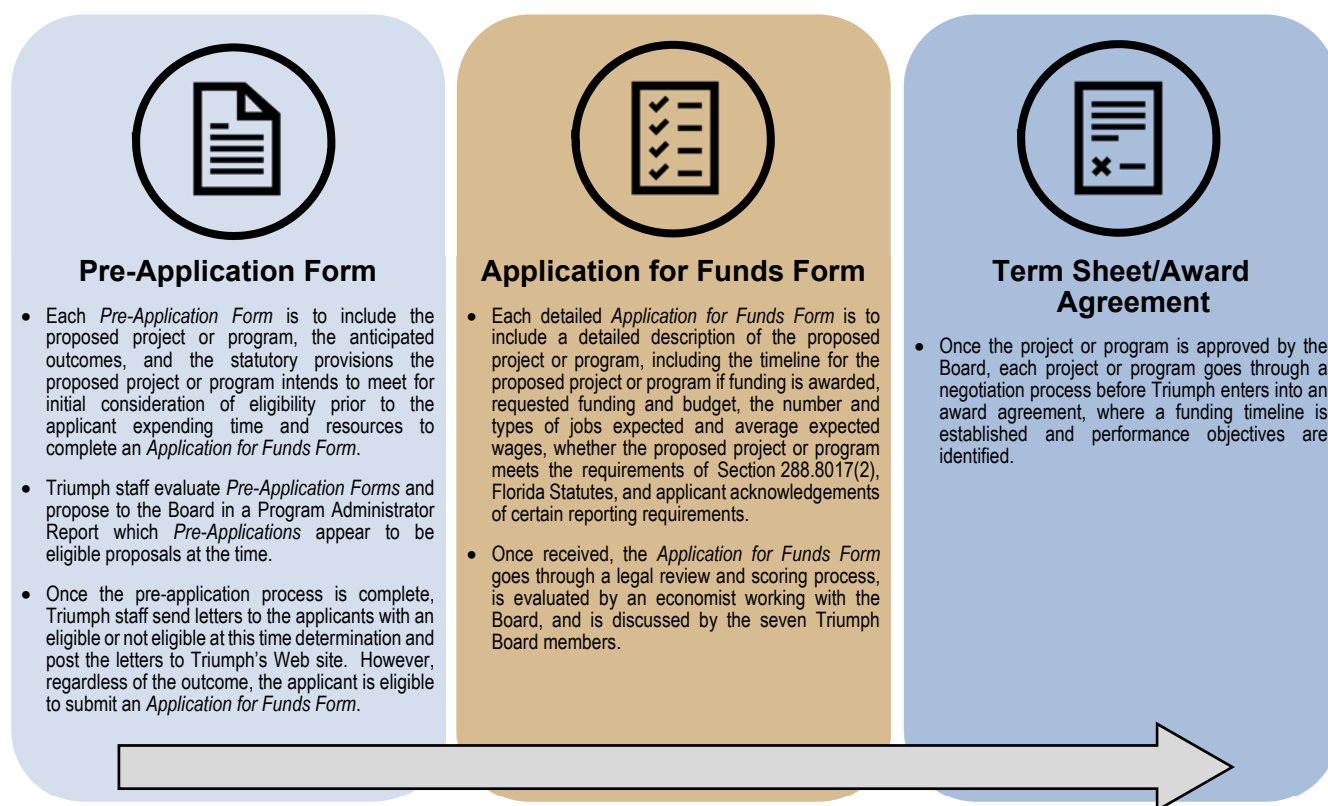 Pre-Application Form
• Each Pre-Application Form is to include the
proposed project or program, the anticipated
outcomes, and the statutory provisions the
proposed project or program intends to meet for
initial consideration of eligibility prior to the
applicant expending time and resources to
complete an Application for Funds Form.
• Triumph staff evaluate Pre-Application Forms and
propose to the Board in a Program Administrator
Report which Pre-Applications appear to be
eligible proposals at the time.
• Once the pre-application process is complete,
Triumph staff send letters to the applicants with an
eligible or not eligible at this time determination and
post the letters to Triumph's Web site. However,
regardless of the outcome, the applicant is eligible
to submit an Application for Funds Form.
Application for Funds Form
• Each detailed Application for Funds Form is to
include a detailed description of the proposed
project or program, including the timeline for the
proposed project or program if funding is awarded,
requested funding and budget, the number and
types of jobs expected and average expected
wages, whether the proposed project or program
meets the requirements of Section 288.8017(2),
Florida Statutes, and applicant acknowledgements
of certain reporting requirements.
• Once received, the Application for Funds Form
goes through a legal review and scoring process,
is evaluated by an economist working with the
Board, and is discussed by the seven Triumph
Board members.
Term Sheet/Award
Agreement
• Once the project or program is approved by the
Board, each project or program goes through a
negotiation process before Triumph enters into an
award agreement, where a funding timeline is
established and performance objectives are
identified.